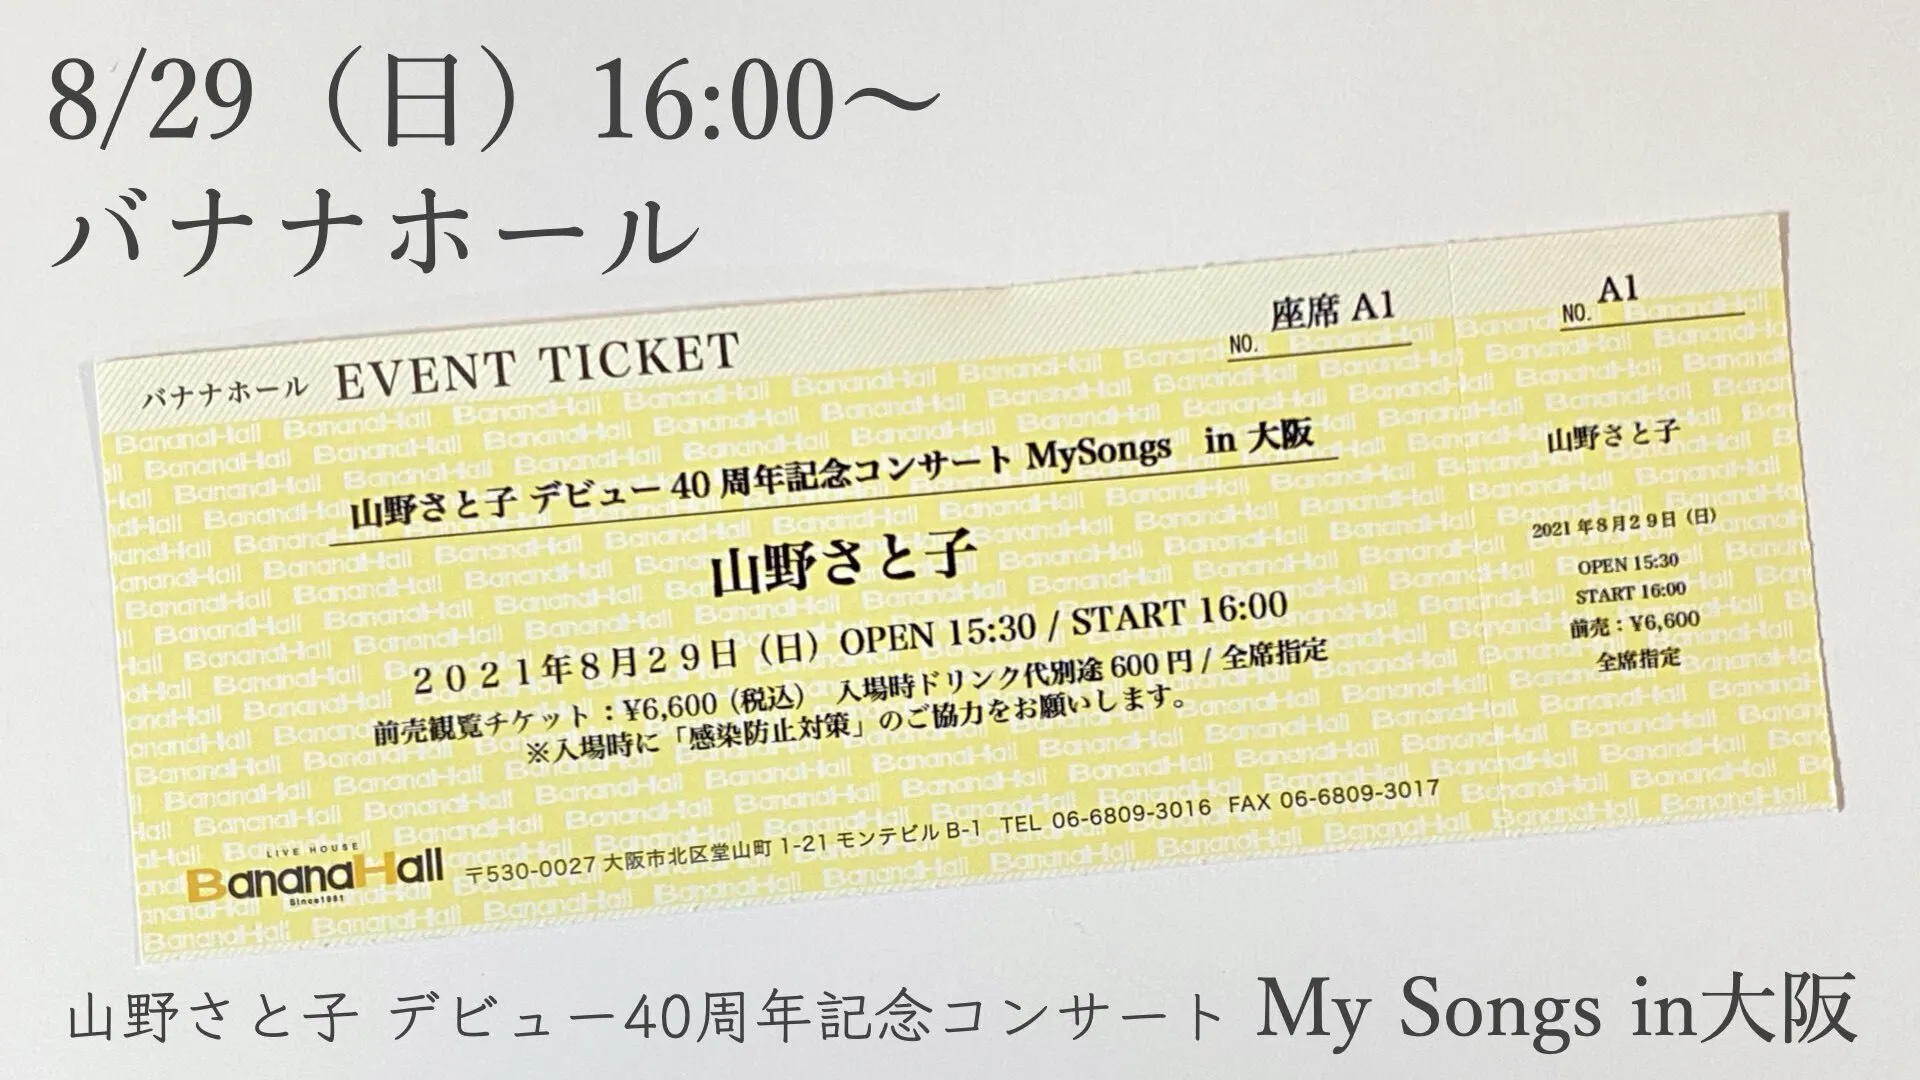 8/29（日）16:00～
バナナホール
バナナホール EVENT TICKET
NO. 座席 A1
NO. A1
山野さと子 デビュー 40 周年記念コンサート MySongs in 大阪
山野さと子
２０２１年８月２９日（日）OPEN 15:30 / START 16:00
前売観覧チケット：¥6,600（税込） 入場時ドリンク代別途 600 円 / 全席指定
※入場時に「感染防止対策」のご協力をお願いします。
LIVE HOUSE
BananaHall
Since1981
〒530-0027 大阪市北区堂山町 1-21 モンテビル B-1 TEL 06-6809-3016 FAX 06-6809-3017
山野さと子
2021 年８月２９日（日）
OPEN 15:30
START 16:00
前売：¥6,600
全席指定
山野さと子 デビュー40周年記念コンサート My Songs in大阪